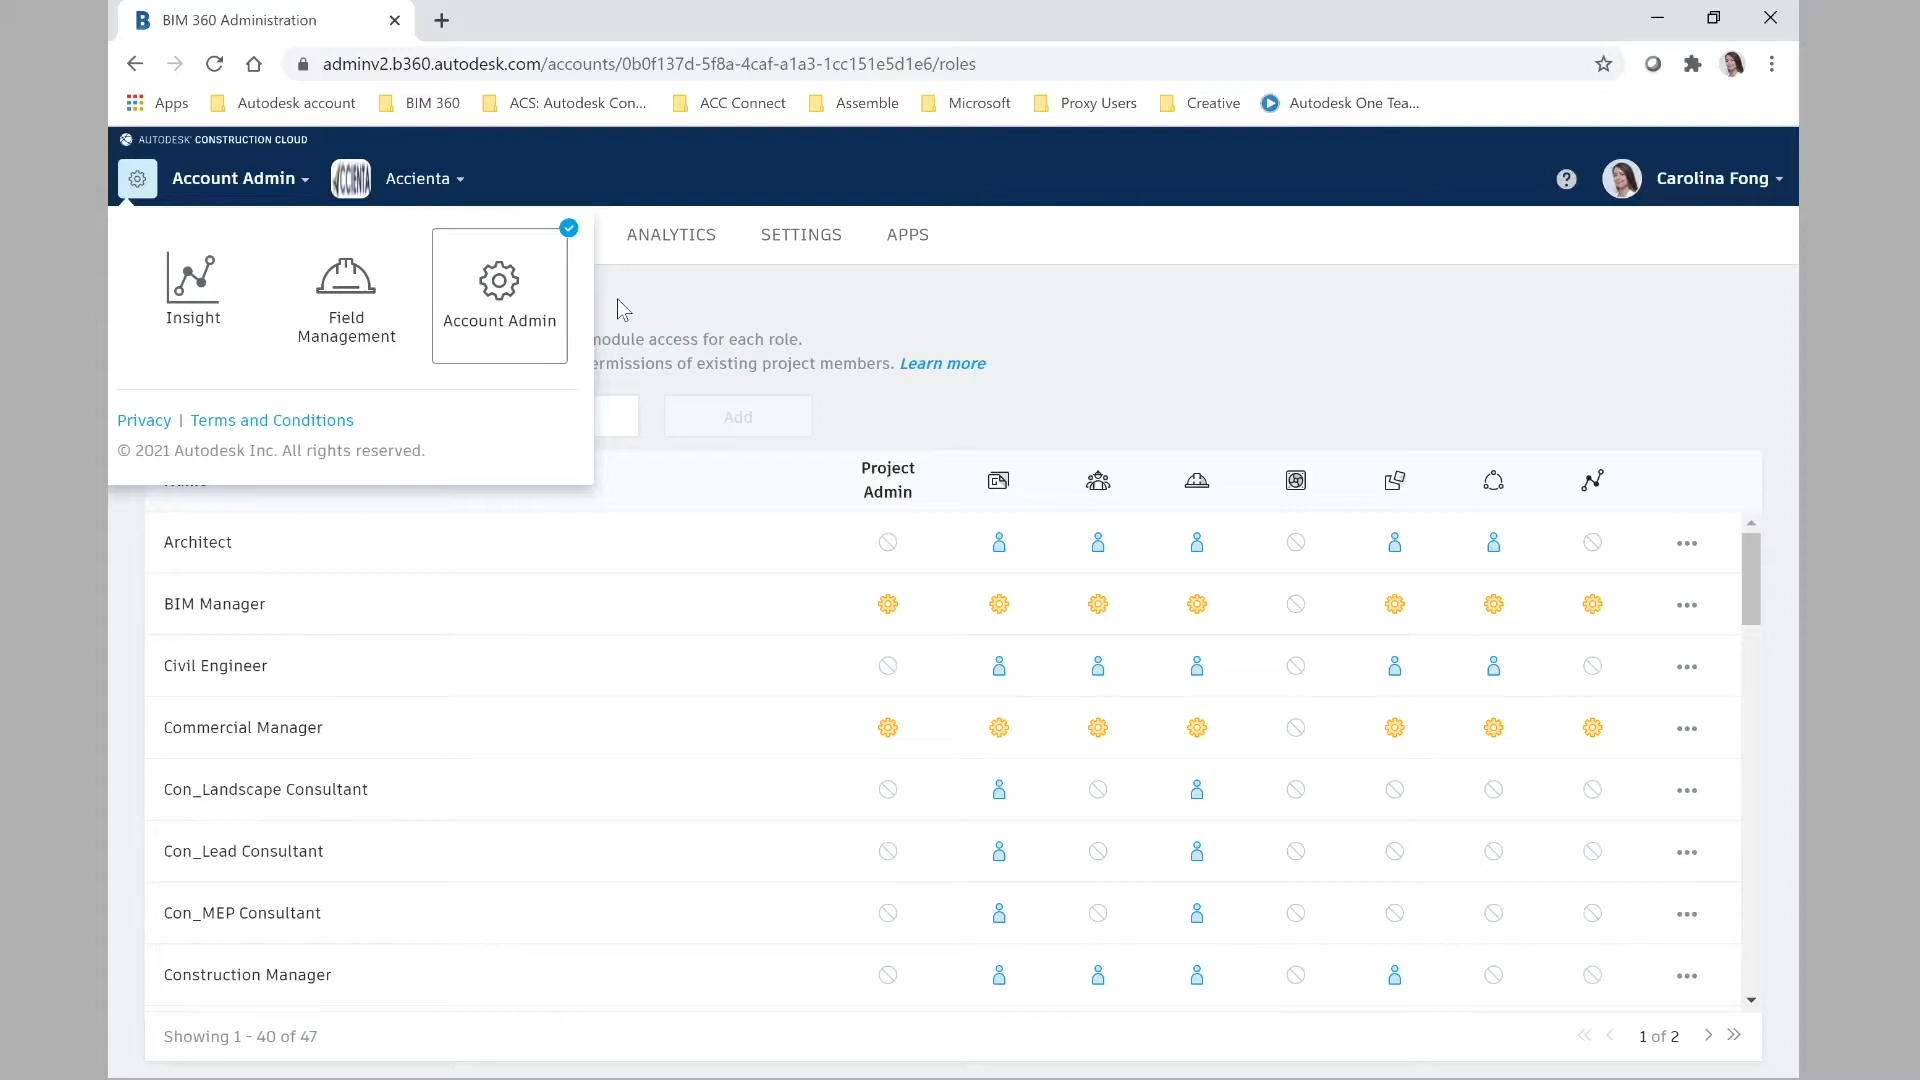 BIM 360 Administration
adminv2.b360.autodesk.com/accounts/0b0f137d-5f8a-4caf-a1a3-1cc151e5d1e6/roles
Apps Autodesk account BIM 360 ACS: Autodesk Con... ACC Connect Assemble Microsoft Proxy Users Creative Autodesk One Tea...
AUTODESK® CONSTRUCTION CLOUD
Account Admin ACCIENTA Accienta ? Carolina Fong
ANALYTICS SETTINGS APPS
Insight
Field Management
Account Admin
module access for each role.
ermissions of existing project members. Learn more
Add
Privacy | Terms and Conditions
© 2021 Autodesk Inc. All rights reserved.
Project
Admin
Architect
BIM Manager
Civil Engineer
Commercial Manager
Con_Landscape Consultant
Con_Lead Consultant
Con_MEP Consultant
Construction Manager
Showing 1 - 40 of 47
1 of 2